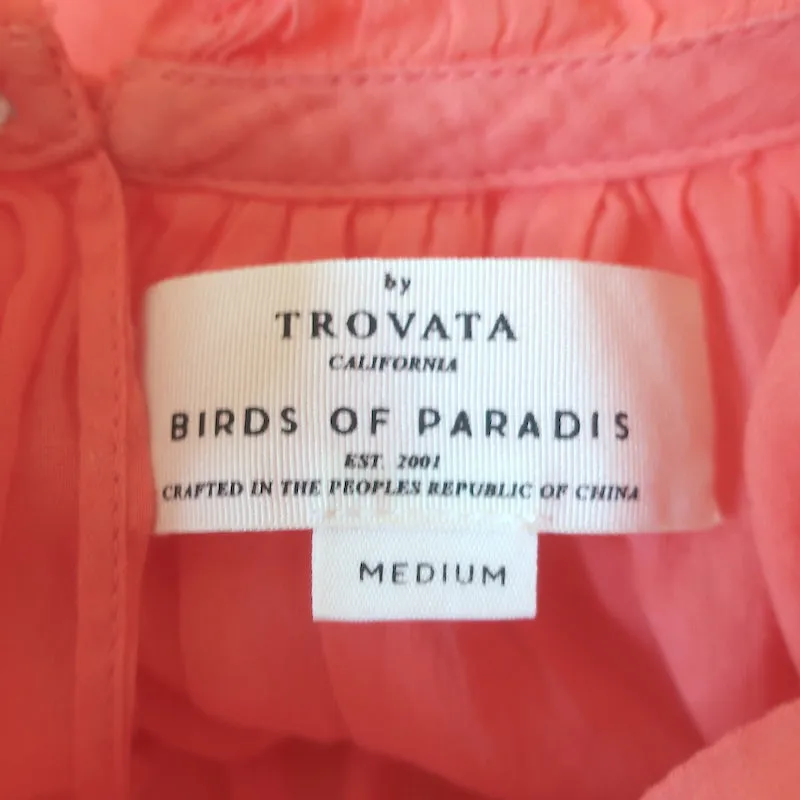 by
TROVATA
CALIFORNIA
BIRDS OF PARADIS
EST. 2001
CRAFTED IN THE PEOPLES REPUBLIC OF CHINA
MEDIUM